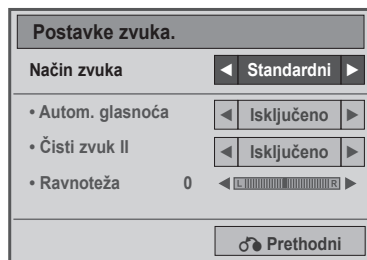 Postavke zvuka.
Način zvuka ◄ Standardni ►
• Autom. glasnoća ◄ Isključeno ►
• Čisti zvuk II ◄ Isključeno ►
• Ravnoteža 0 ◄ L R ►
Prethodni